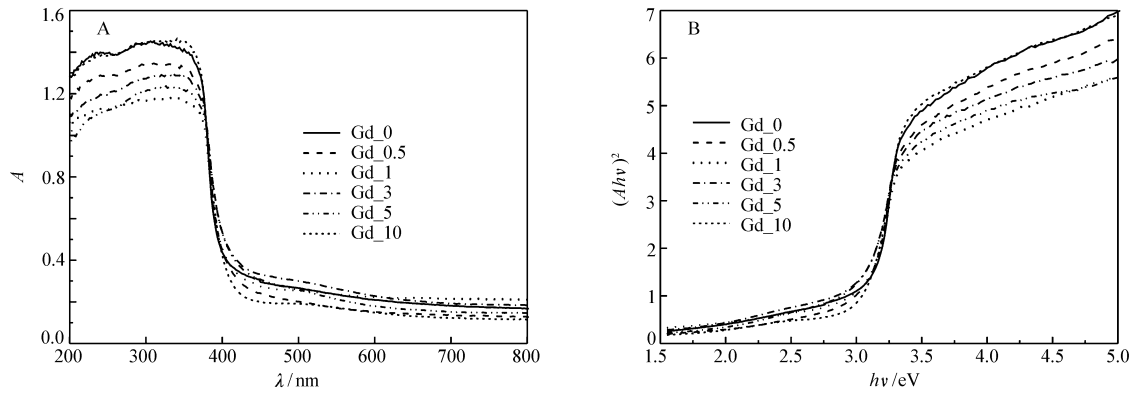 A
A
1.6
1.2
0.8
0.4
0.0
200
300
400
500
600
700
800
λ/nm
Gd_0
Gd_0.5
Gd_1
Gd_3
Gd_5
Gd_10
B
(Ahν)²
7
6
5
4
3
2
1
0
1.5
2.0
2.5
3.0
3.5
4.0
4.5
5.0
hν/eV
Gd_0
Gd_0.5
Gd_1
Gd_3
Gd_5
Gd_10